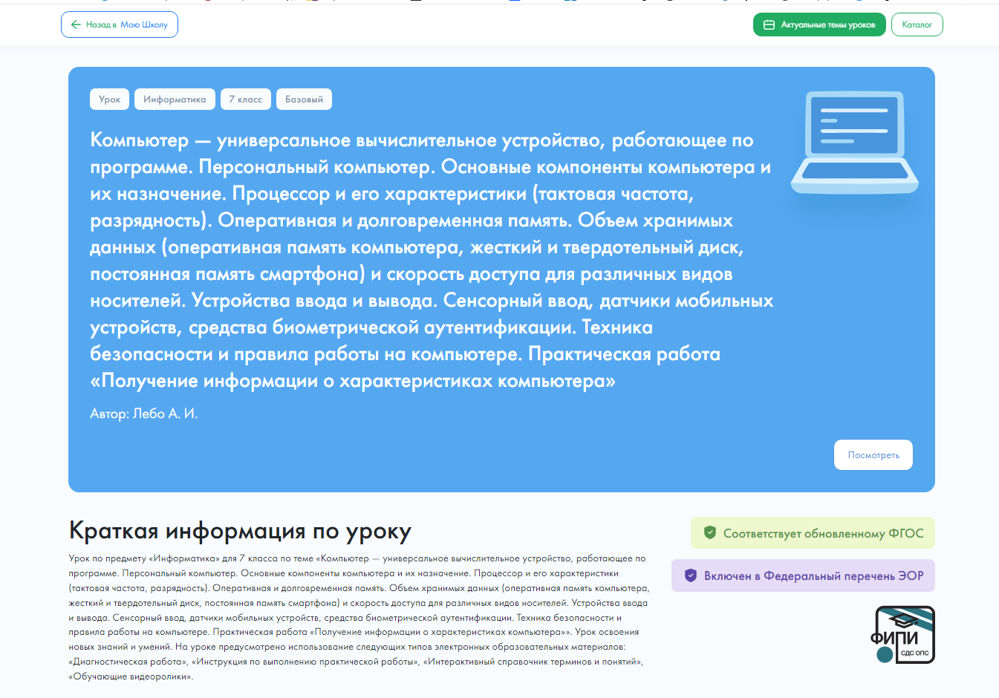 Назад в Мою Школу
Актуальные темы уроков
Каталог
Урок
Информатика
7 класс
Базовый
Компьютер — универсальное вычислительное устройство, работающее по
программе. Персональный компьютер. Основные компоненты компьютера и
их назначение. Процессор и его характеристики (тактовая частота,
разрядность). Оперативная и долговременная память. Объем хранимых
данных (оперативная память компьютера, жесткий и твердотельный диск,
постоянная память смартфона) и скорость доступа для различных видов
носителей. Устройства ввода и вывода. Сенсорный ввод, датчики мобильных
устройств, средства биометрической аутентификации. Техника
безопасности и правила работы на компьютере. Практическая работа
«Получение информации о характеристиках компьютера»
Автор: Лебо А. И.
Посмотреть
Краткая информация по уроку
Урок по предмету «Информатика» для 7 класса по теме «Компьютер — универсальное вычислительное устройство, работающее по
программе. Персональный компьютер. Основные компоненты компьютера и их назначение. Процессор и его характеристики
(тактовая частота, разрядность). Оперативная и долговременная память. Объем хранимых данных (оперативная память компьютера,
жесткий и твердотельный диск, постоянная память смартфона) и скорость доступа для различных видов носителей. Устройства ввода
и вывода. Сенсорный ввод, датчики мобильных устройств, средства биометрической аутентификации. Техника безопасности и
правила работы на компьютере. Практическая работа «Получение информации о характеристиках компьютера»». Урок освоения
новых знаний и умений. На уроке предусмотрено использование следующих типов электронных образовательных материалов:
«Диагностическая работа», «Инструкция по выполнению практической работы», «Интерактивный справочник терминов и понятий»,
«Обучающие видеоролики».
Соответствует обновленному ФГОС
Включен в Федеральный перечень ЭОР
ФИПИ
СДС ОПС